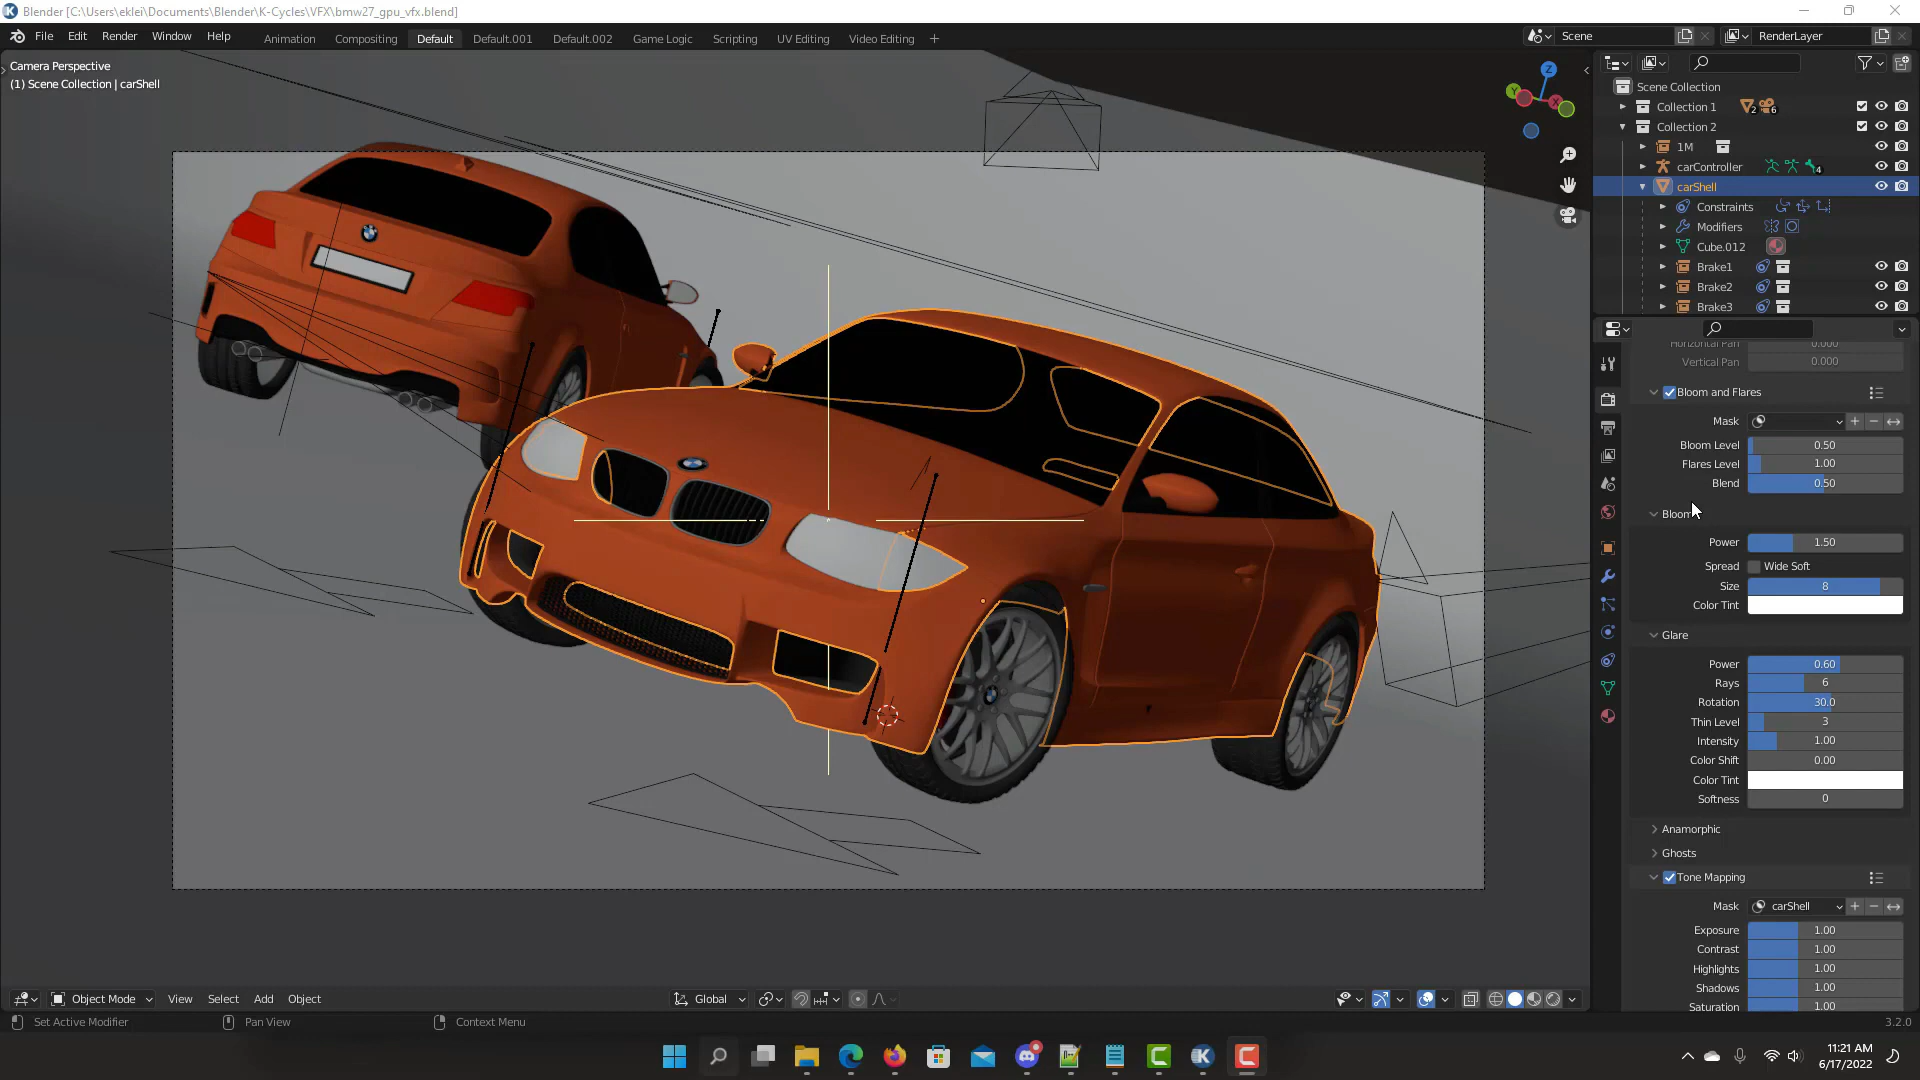 Blender [C:\Users\eklei\Documents\Blender\K-Cycles\VFX\bmw27_gpu_vfx.blend]
File Edit Render Window Help Animation Compositing Default Default.001 Default.002 Game Logic Scripting UV Editing Video Editing + Scene RenderLayer
Camera Perspective
(1) Scene Collection | carShell
Z
Y
X
Scene Collection
Collection 1 2 6
Collection 2
1M
carController 4
carShell
Constraints
Modifiers
Cube.012
Brake1
Brake2
Brake3
Horizontal Pan 0.000
Vertical Pan 0.000
Bloom and Flares
Mask
Bloom Level 0.50
Flares Level 1.00
Blend 0.50
Bloom
Power 1.50
Spread Wide Soft
Size 8
Color Tint
Glare
Power 0.60
Rays 6
Rotation 30.0
Thin Level 3
Intensity 1.00
Color Shift 0.00
Color Tint
Softness 0
Anamorphic
Ghosts
Tone Mapping
Mask carShell
Exposure 1.00
Contrast 1.00
Highlights 1.00
Shadows 1.00
Saturation 1.00
Object Mode View Select Add Object Global
Set Active Modifier Pan View Context Menu 3.2.0
11:21 AM
6/17/2022